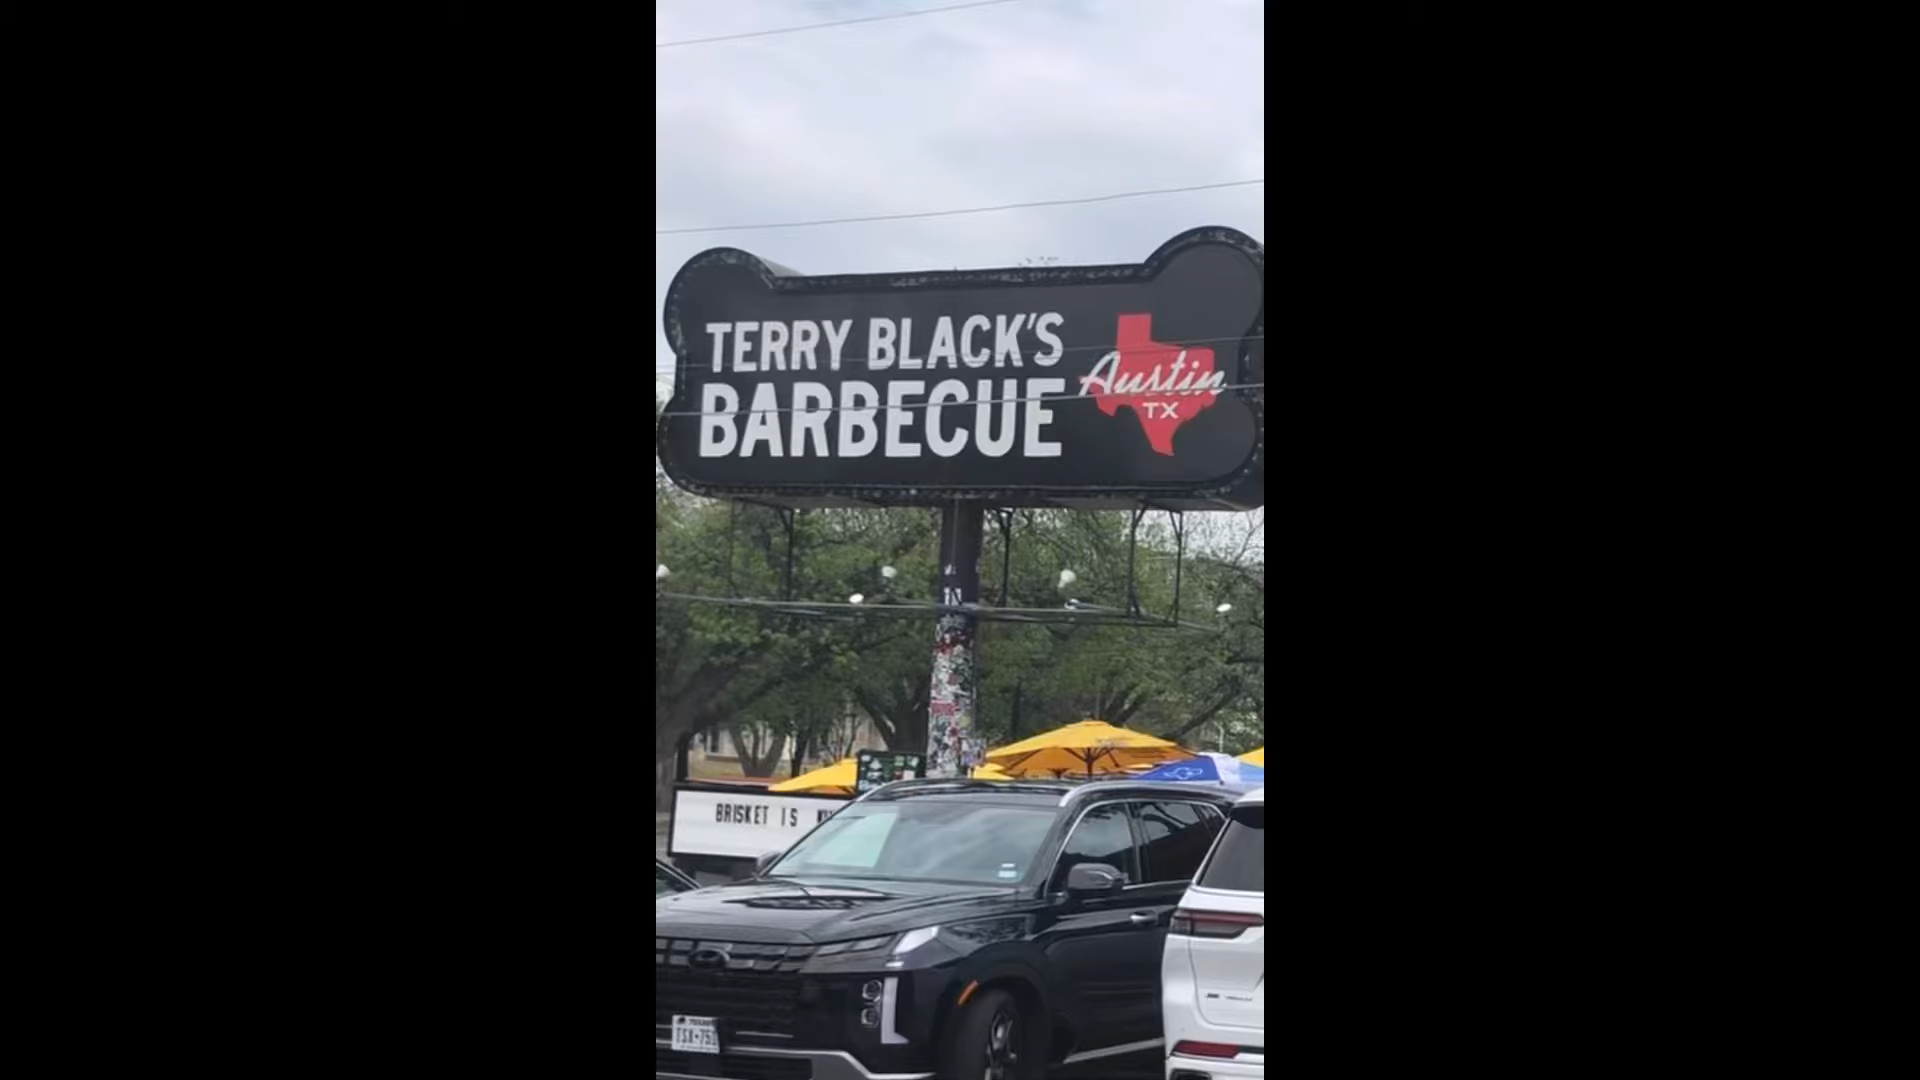 TERRY BLACK'S
BARBECUE
Austin
TX
BRISKET IS